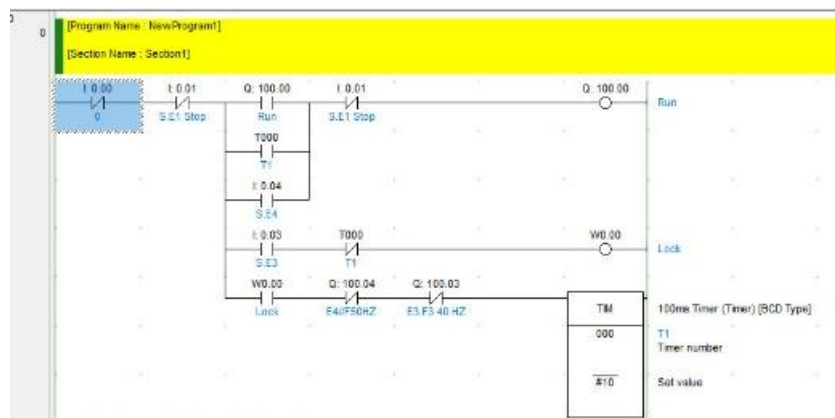 0
[Program Name : NewProgram1]
[Section Name : Section1]
I: 0.00
I: 0.01
Q: 100.00
I: 0.01
Q: 100.00
0
S.E1 Stop
Run
S.E1 Stop
Run
T000
T1
I: 0.04
S.E4
I: 0.03
T000
W0.00
S.E3
T1
Lock
W0.00
Q: 100.04
Q: 100.03
Lock
E4//F50HZ
E3.F3 40 HZ
TIM
100ms Timer (Timer) [BCD Type]
000
T1
Timer number
#10
Set value